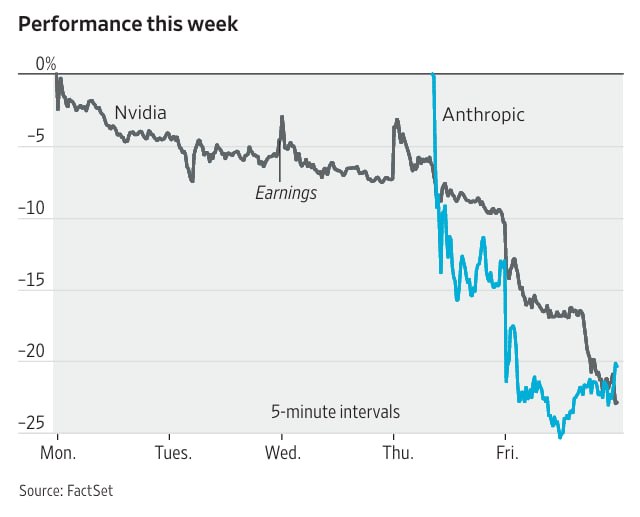 Performance this week
0%
Nvidia
Anthropic
−5
Earnings
−10
−15
−20
5-minute intervals
−25
Mon.
Tues.
Wed.
Thu.
Fri.
Source: FactSet